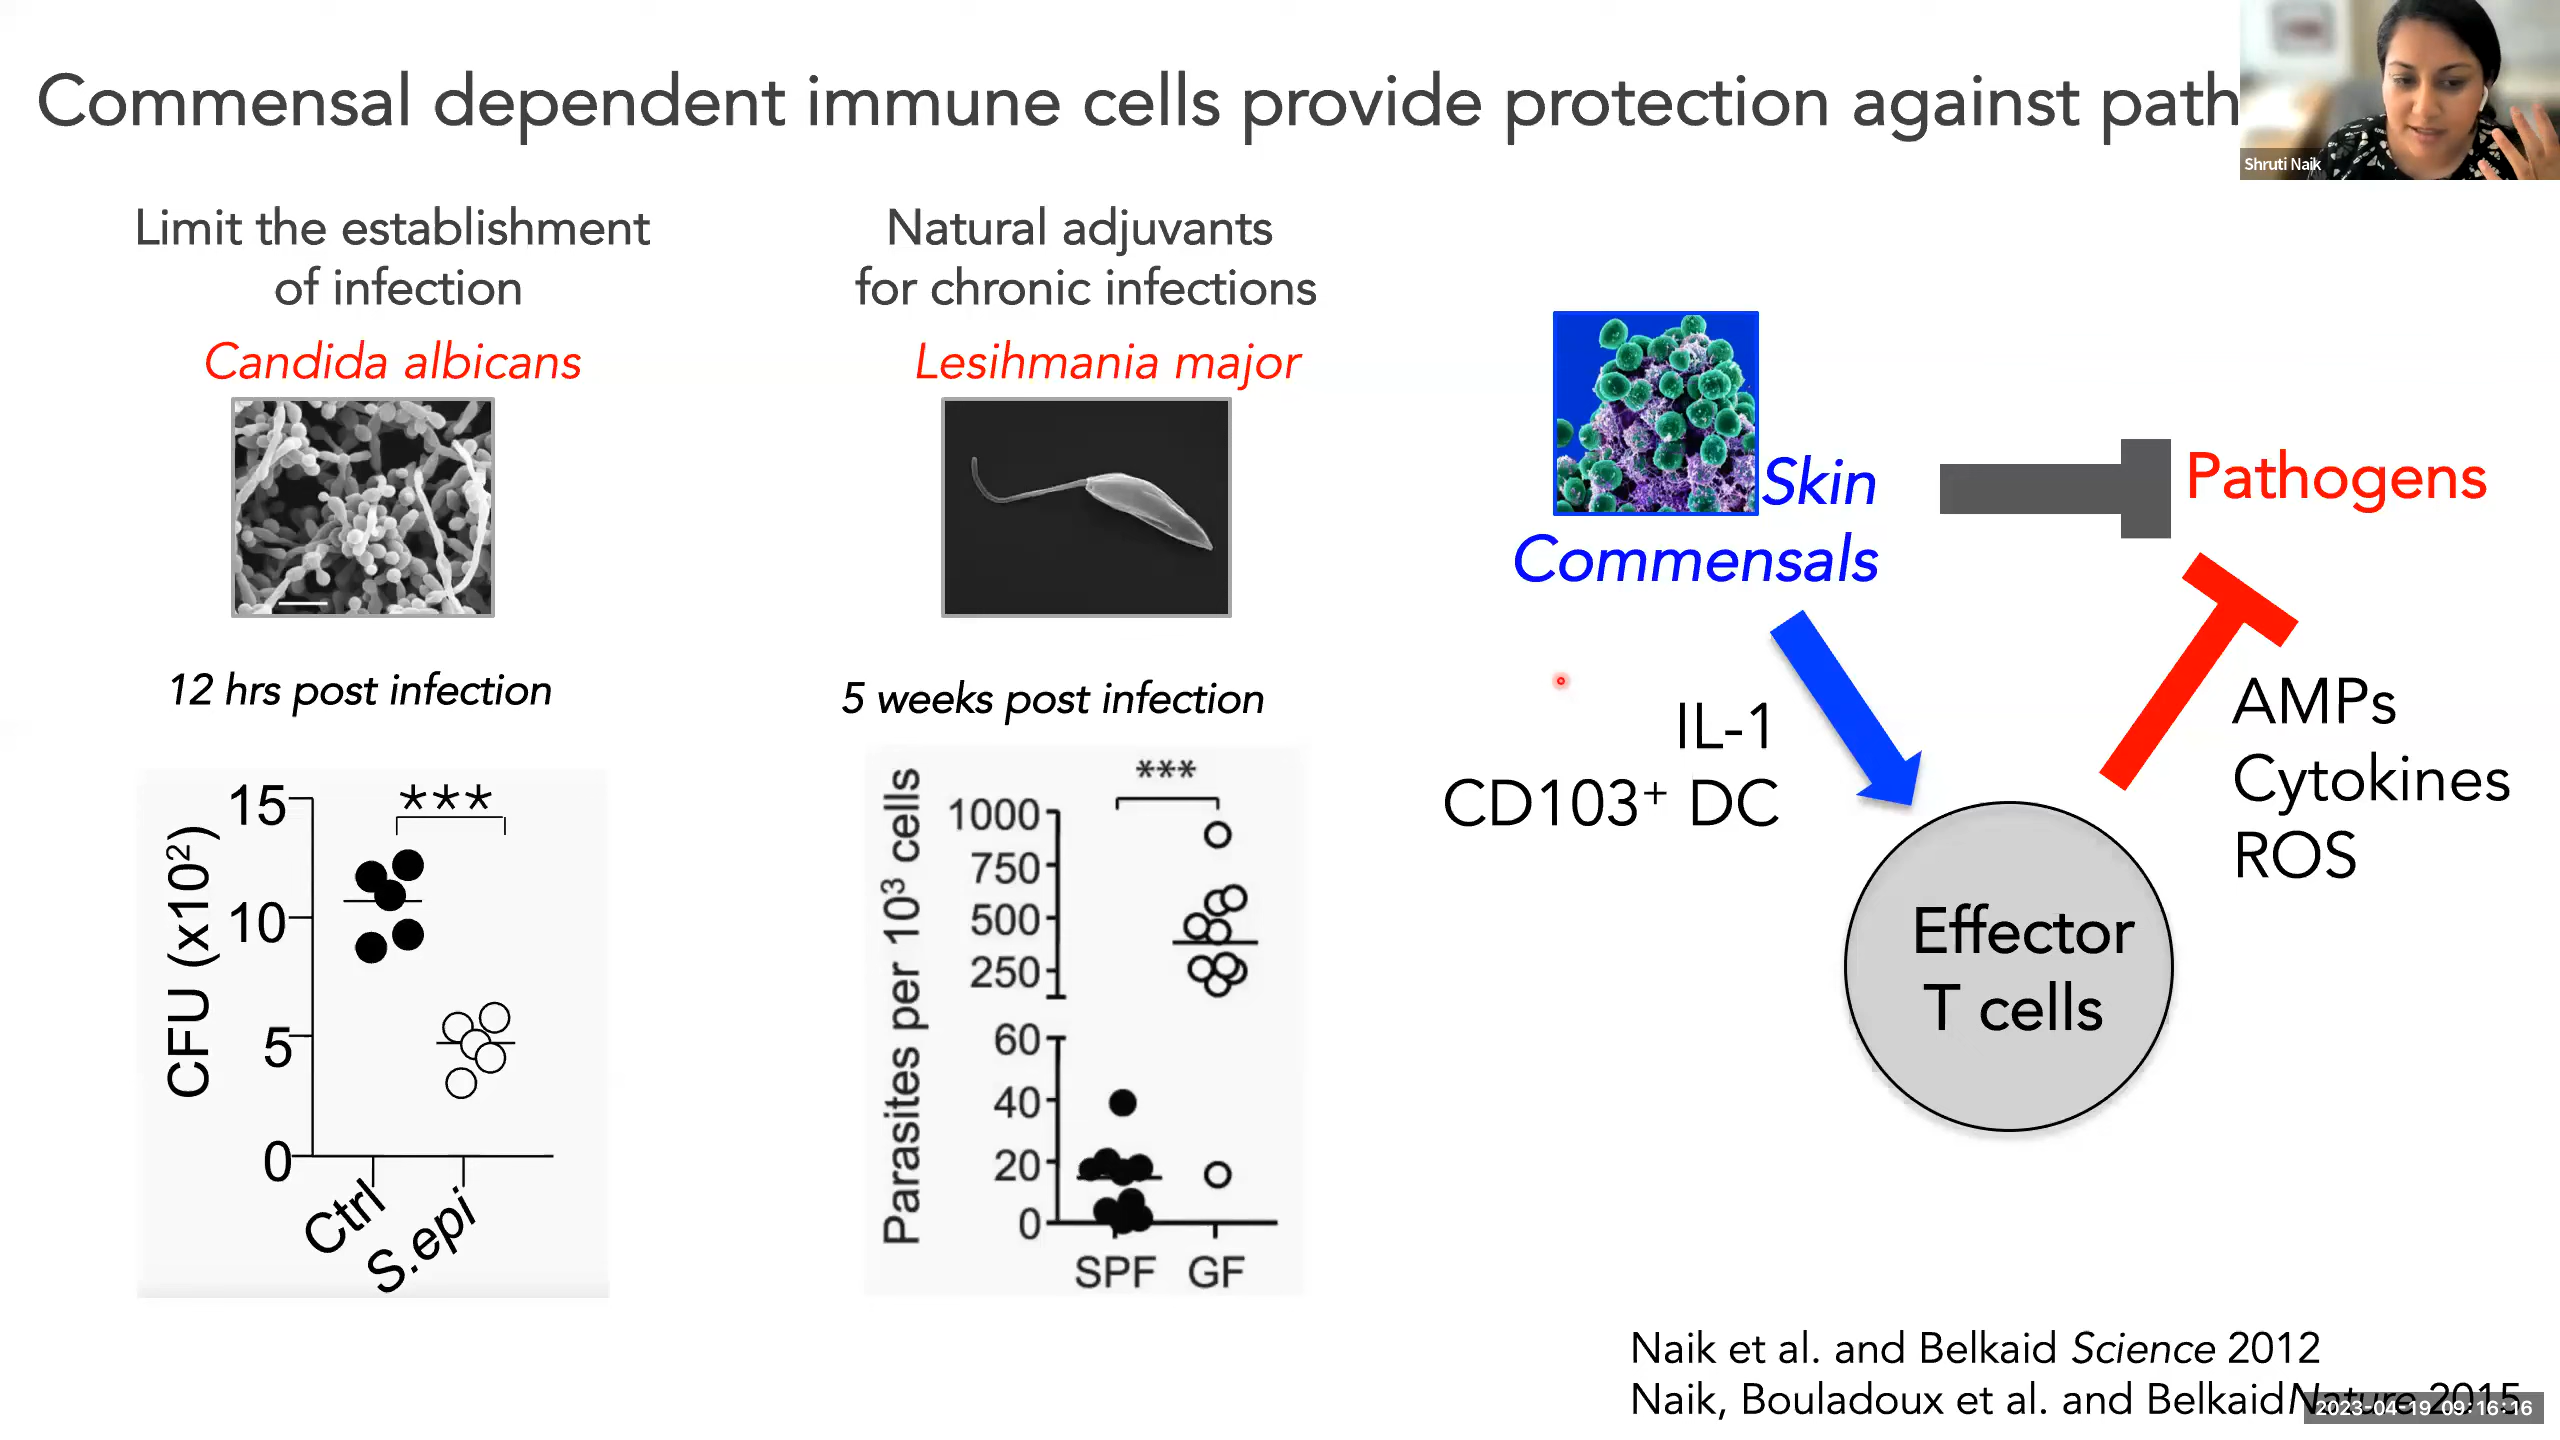 Commensal dependent immune cells provide protection against path
Shruti Naik
Limit the establishment
of infection
Candida albicans
12 hrs post infection
CFU (x10²)
15
10
5
0
***
Ctrl
S.epi
Natural adjuvants
for chronic infections
Lesihmania major
5 weeks post infection
Parasites per 10³ cells
1000
750
500
250
60
40
20
0
***
SPF GF
Skin
Commensals
Pathogens
IL-1
CD103⁺ DC
AMPs
Cytokines
ROS
Effector
T cells
Naik et al. and Belkaid Science 2012
Naik, Bouladoux et al. and Belkaid Nature 2015
2023-04-19 09:16:16